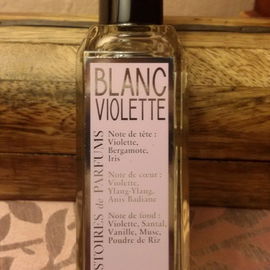 BLANC
VIOLETTE
STOIRES de PARFUMS
Note de tête :
Violette,
Bergamote,
Iris
Note de cœur :
Violette,
Ylang-Ylang,
Anis Badiane
Note de fond :
Violette, Santal,
Vanille, Musc,
Poudre de Riz